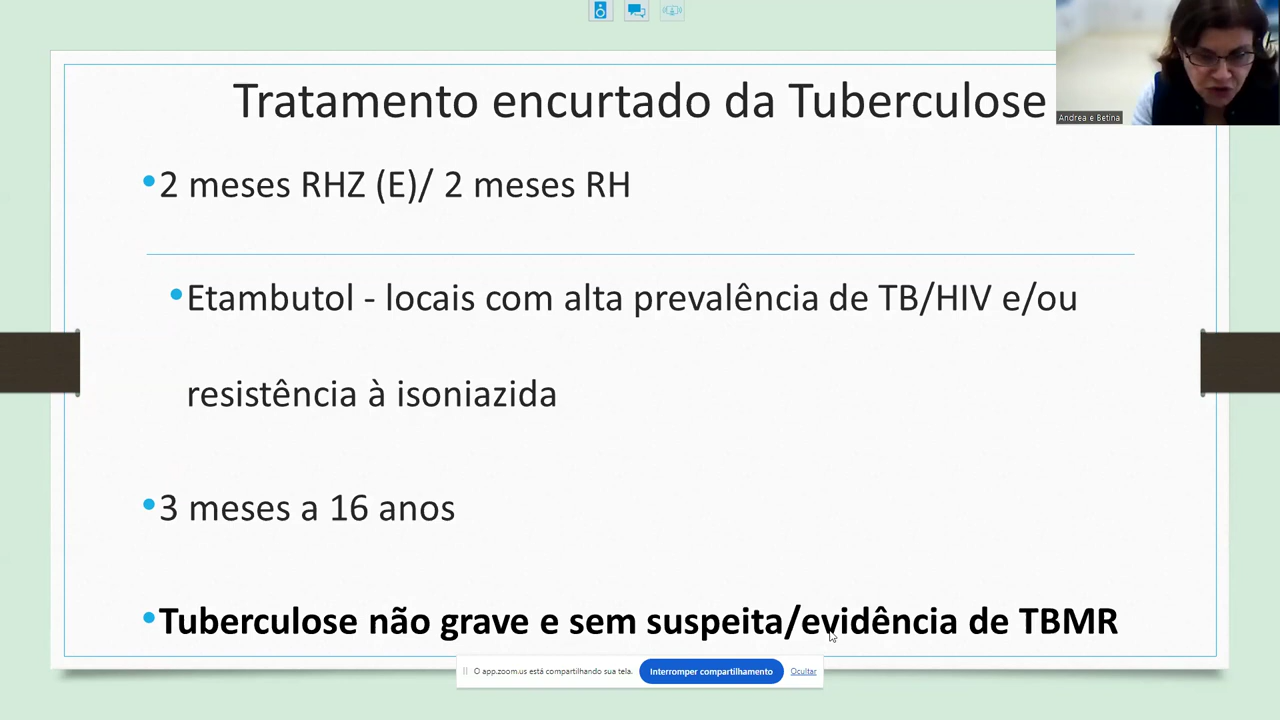 Tratamento encurtado da Tuberculose
Andrea e Betina
•2 meses RHZ (E)/ 2 meses RH
•Etambutol - locais com alta prevalência de TB/HIV e/ou
resistência à isoniazida
•3 meses a 16 anos
•Tuberculose não grave e sem suspeita/evidência de TBMR
O app.zoom.us está compartilhando sua tela. Interromper compartilhamento Ocultar